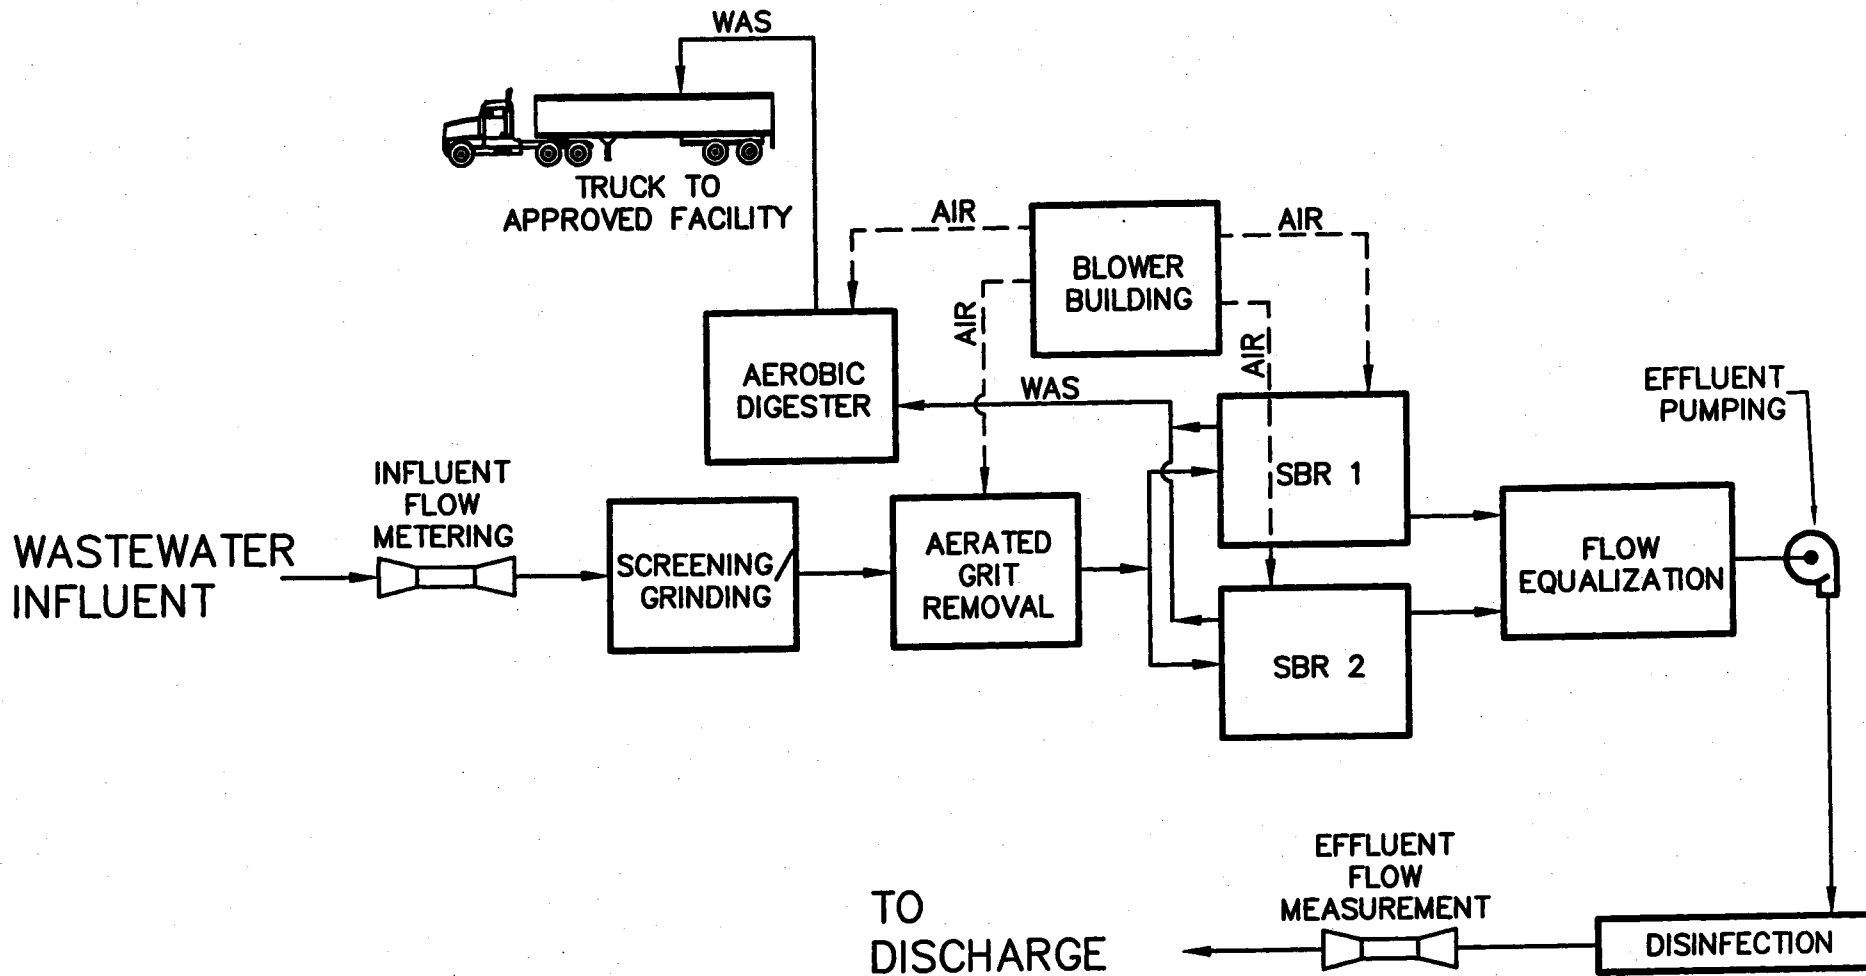 WAS
TRUCK TO
APPROVED FACILITY
AIR
AIR
BLOWER
BUILDING
AIR
AIR
AEROBIC
DIGESTER
WAS
EFFLUENT
PUMPING
INFLUENT
FLOW
METERING
SBR 1
WASTEWATER
INFLUENT
SCREENING/
GRINDING
AERATED
GRIT
REMOVAL
FLOW
EQUALIZATION
SBR 2
EFFLUENT
FLOW
MEASUREMENT
TO
DISCHARGE
DISINFECTION